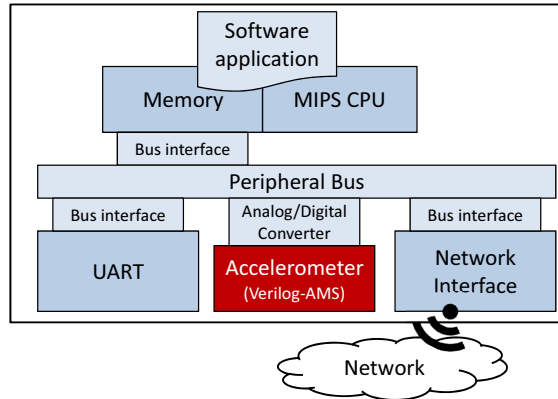 Software
application
Memory
MIPS CPU
Bus interface
Peripheral Bus
Bus interface
Analog/Digital
Converter
Bus interface
UART
Accelerometer
(Verilog-AMS)
Network
Interface
Network